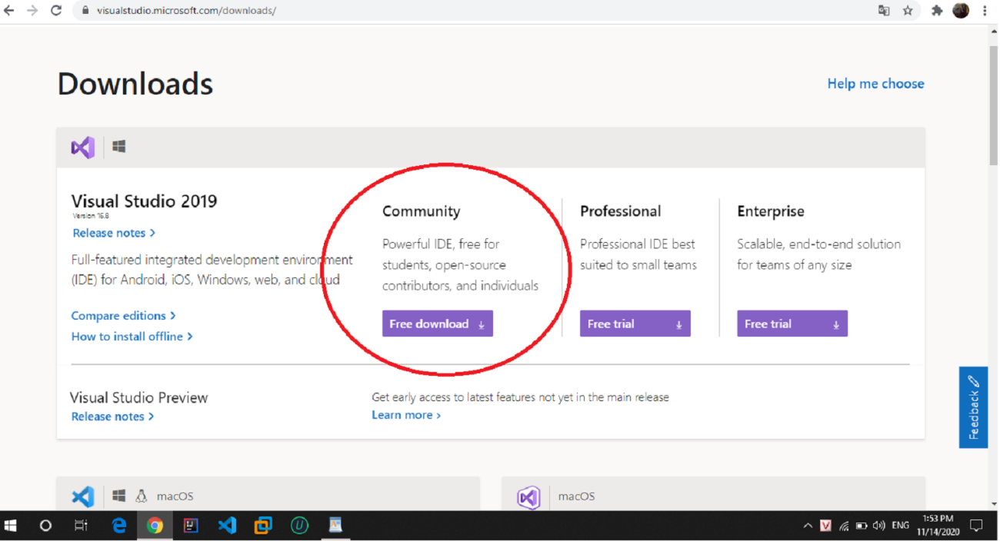 visualstudio.microsoft.com/downloads/
Downloads
Help me choose
Visual Studio 2019
Version 16.8
Release notes >
Full-featured integrated development environment
(IDE) for Android, iOS, Windows, web, and cloud
Compare editions >
How to install offline >
Community
Powerful IDE, free for
students, open-source
contributors, and individuals
Free download
Professional
Professional IDE best
suited to small teams
Free trial
Enterprise
Scalable, end-to-end solution
for teams of any size
Free trial
Visual Studio Preview
Release notes >
Get early access to latest features not yet in the main release
Learn more >
Feedback
macOS
macOS
ENG
1:53 PM
11/14/2020